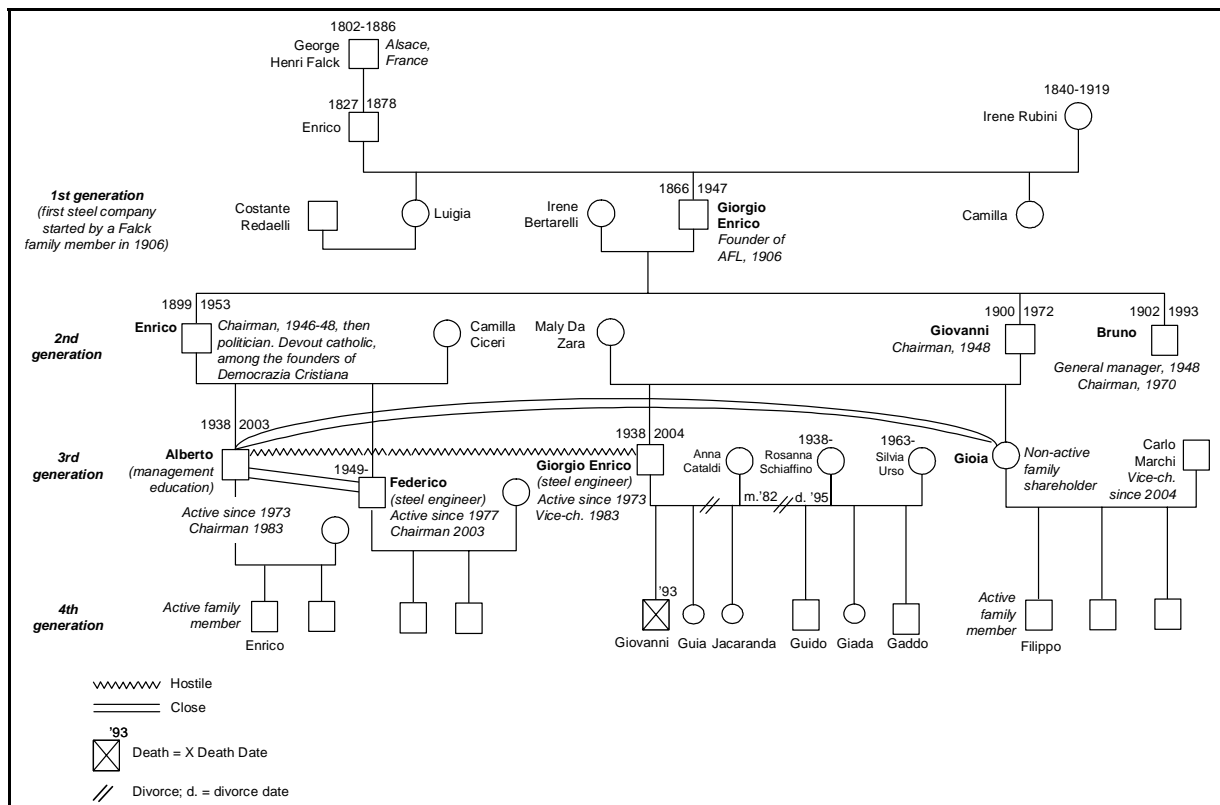 1802-1886
George
Henri Falck
Alsace,
France
1827 1878
Enrico
1840-1919
Irene Rubini
1st generation
(first steel company
started by a Falck
family member in 1906)
Costante
Redaelli
Luigia
Irene
Bertarelli
1866 1947
Giorgio
Enrico
Founder of
AFL, 1906
Camilla
2nd
generation
1899 1953
Enrico
Chairman, 1946-48, then
politician. Devout catholic,
among the founders of
Democrazia Cristiana
Camilla
Ciceri
Maly Da
Zara
1900 1972
Giovanni
Chairman, 1948
1902 1993
Bruno
General manager, 1948
Chairman, 1970
3rd
generation
1938 2003
Alberto
(management
education)
Active since 1973
Chairman 1983
1949-
Federico
(steel engineer)
Active since 1977
Chairman 2003
1938 2004
Giorgio Enrico
(steel engineer)
Active since 1973
Vice-ch. 1983
Anna
Cataldi
1938-
Rosanna
Schiaffino
1963-
Silvia
Urso
m.'82
d. '95
Gioia
Non-active
family
shareholder
Carlo
Marchi
Vice-ch.
since 2004
4th
generation
Active family
member
Enrico
'93
Giovanni
Guia
Jacaranda
Guido
Giada
Gaddo
Active
family
member
Filippo
Hostile
Close
'93
Death = X Death Date
Divorce; d. = divorce date